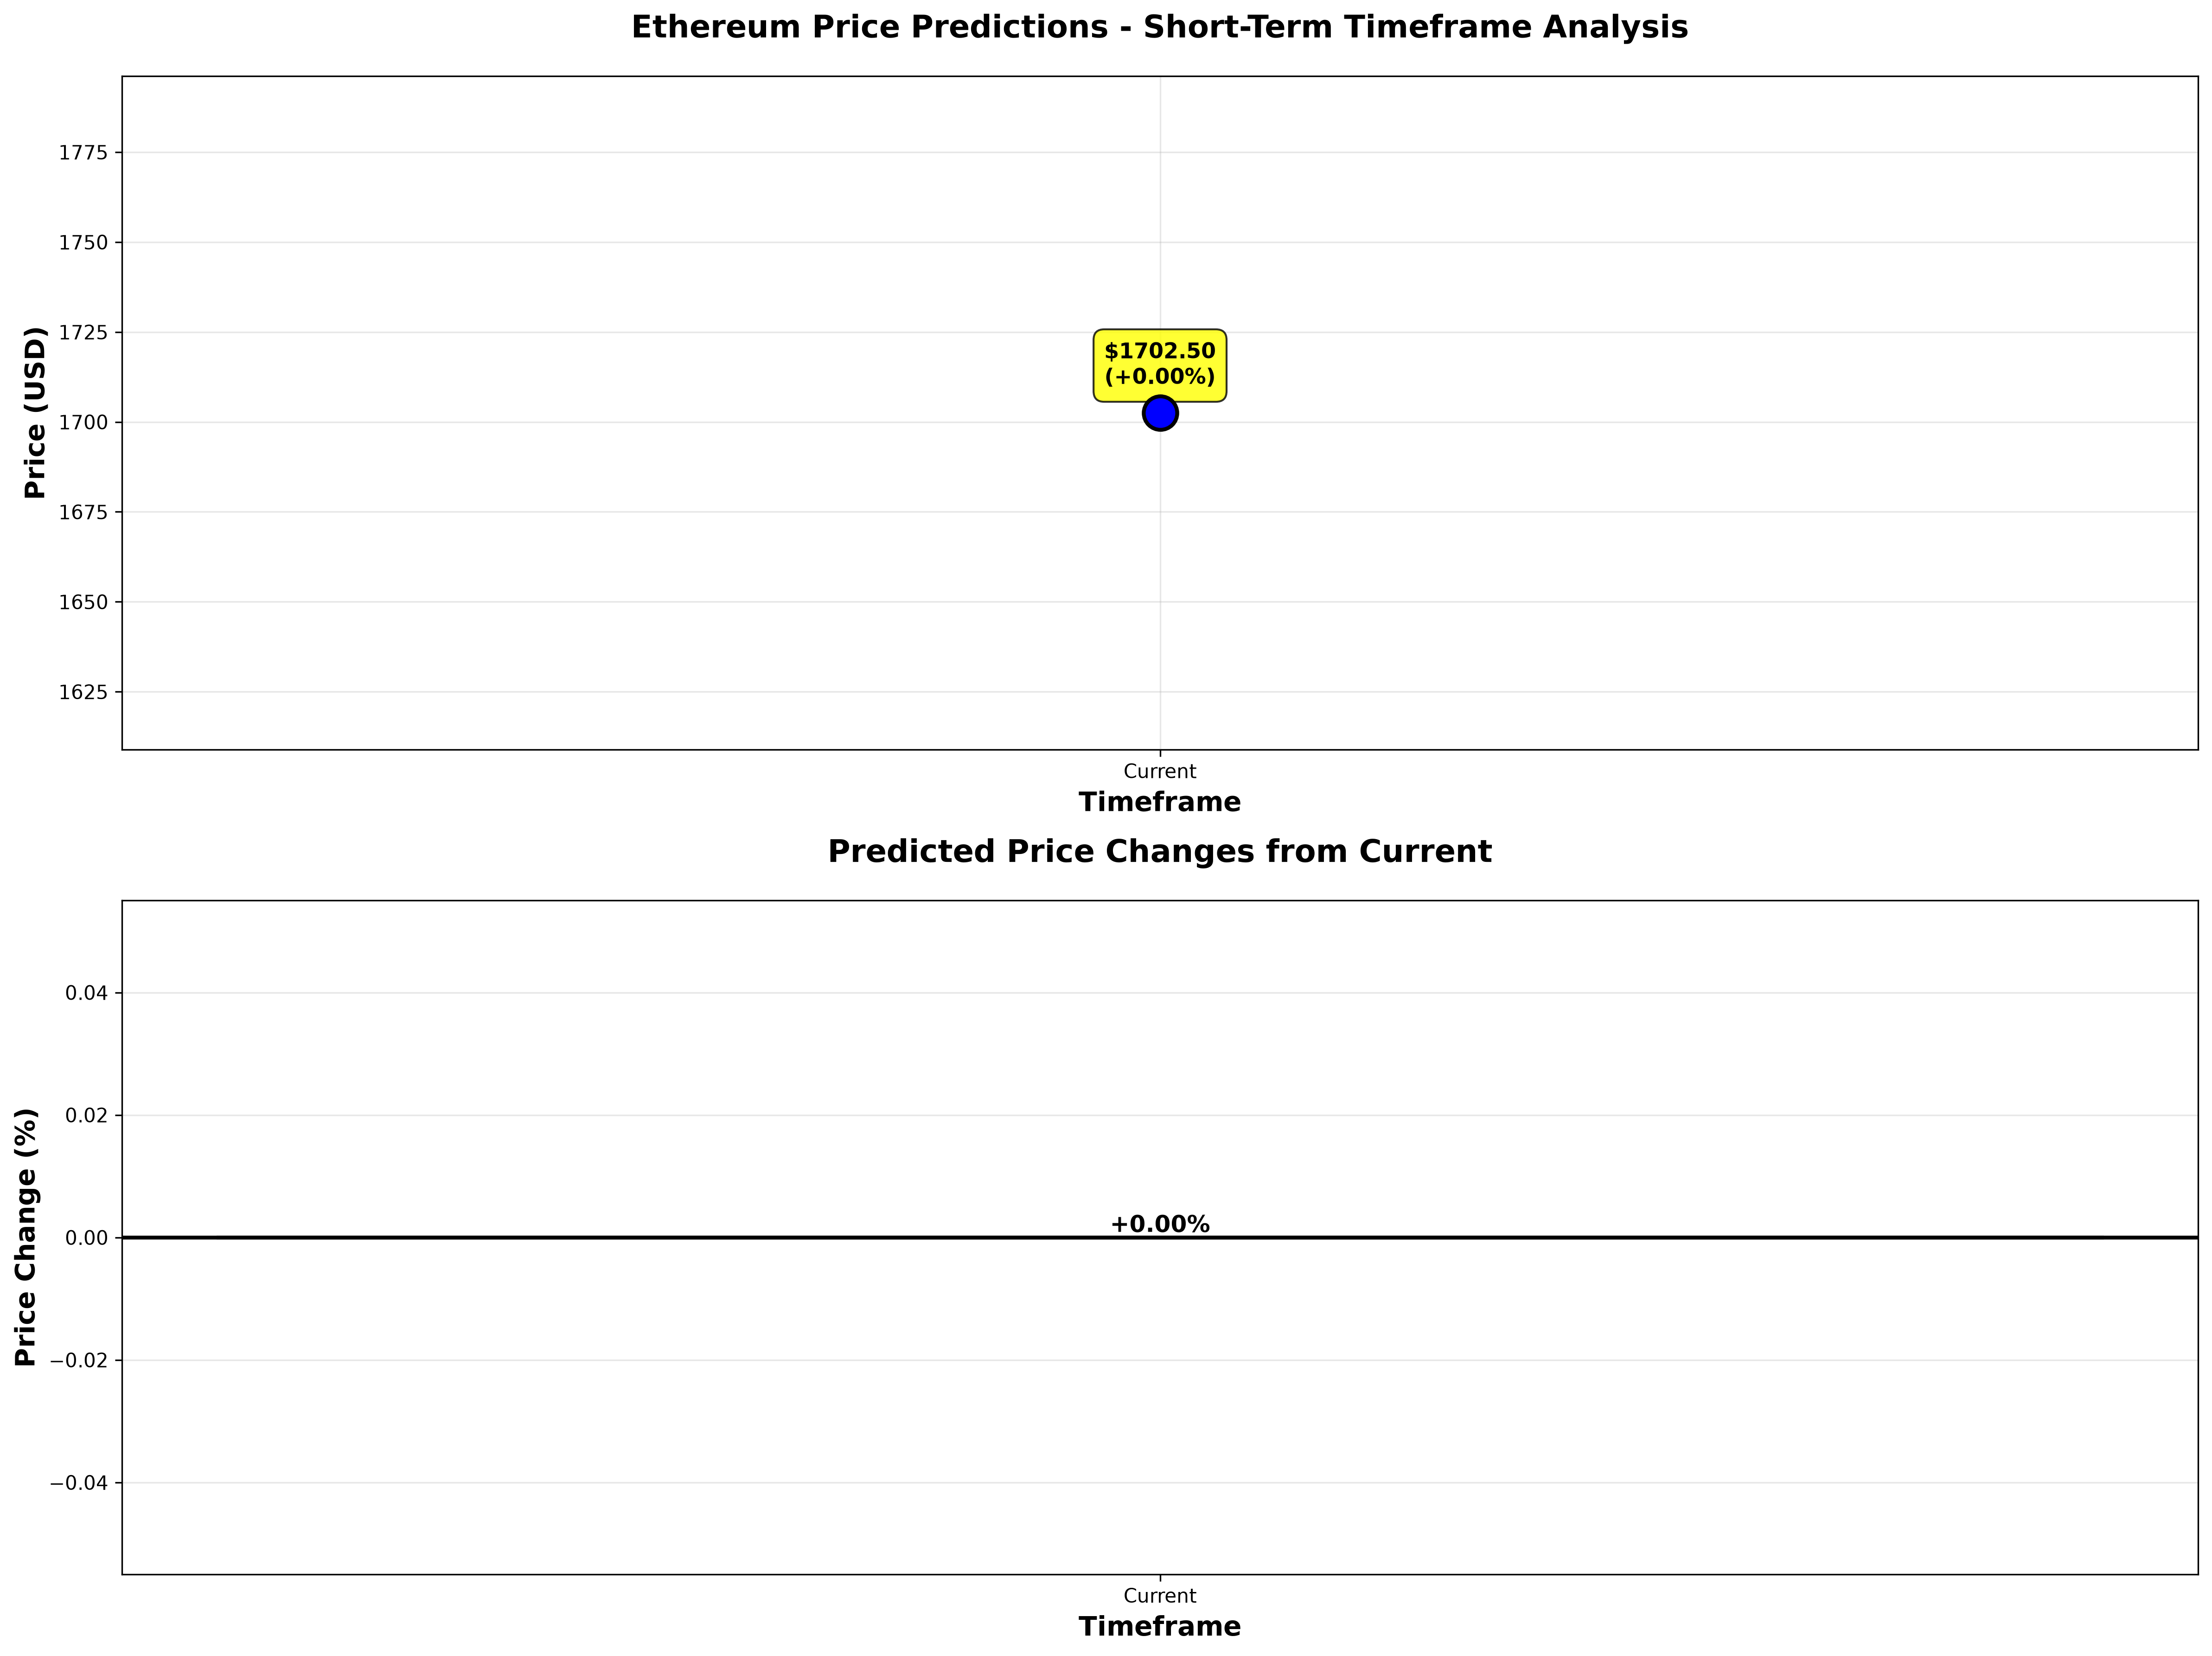 Ethereum Price Predictions - Short-Term Timeframe Analysis
Price (USD)
1775
1750
1725
1700
1675
1650
1625
$1702.50
(+0.00%)
Current
Timeframe
Predicted Price Changes from Current
Price Change (%)
0.04
0.02
0.00
−0.02
−0.04
+0.00%
Current
Timeframe